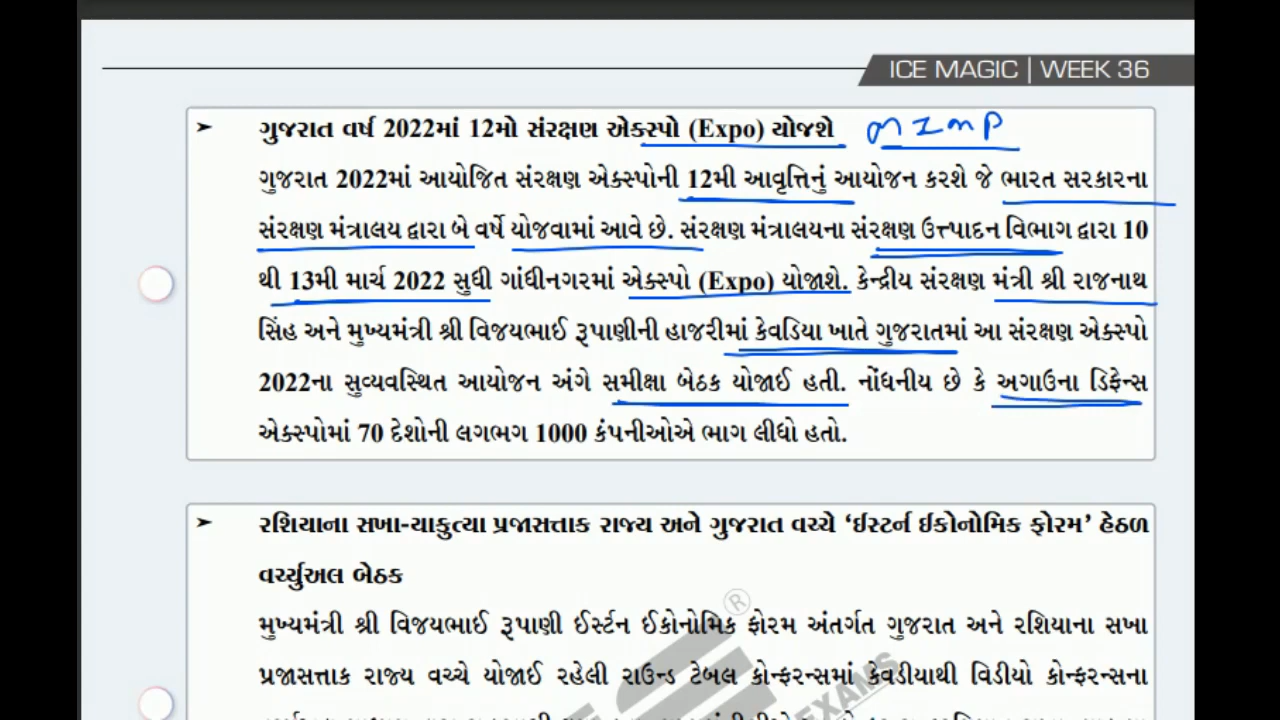 ICE MAGIC | WEEK 36
➤ ગુજરાત વર્ષ 2022માં 12મો સંરક્ષણ એક્સ્પો (Expo) યોજશે MIMP
ગુજરાત 2022માં આયોજિત સંરક્ષણ એક્સ્પોની 12મી આવૃત્તિનું આયોજન કરશે જે ભારત સરકારના
સંરક્ષણ મંત્રાલય દ્વારા બે વર્ષે યોજવામાં આવે છે. સંરક્ષણ મંત્રાલયના સંરક્ષણ ઉત્ત્પાદન વિભાગ દ્વારા 10
થી 13મી માર્ચ 2022 સુધી ગાંધીનગરમાં એક્સ્પો (Expo) યોજાશે. કેન્દ્રીય સંરક્ષણ મંત્રી શ્રી રાજનાથ
સિંહ અને મુખ્યમંત્રી શ્રી વિજયભાઈ રૂપાણીની હાજરીમાં કેવડિયા ખાતે ગુજરાતમાં આ સંરક્ષણ એક્સ્પો
2022ના સુવ્યવસ્થિત આયોજન અંગે સમીક્ષા બેઠક યોજાઈ હતી. નોંધનીય છે કે અગાઉના ડિફેન્સ
એક્સ્પોમાં 70 દેશોની લગભગ 1000 કંપનીઓએ ભાગ લીધો હતો.
➤ રશિયાના સખા-યાકુત્યા પ્રજાસત્તાક રાજ્ય અને ગુજરાત વચ્ચે ‘ઈસ્ટર્ન ઈકોનોમિક ફોરમ’ હેઠળ
વર્ચ્યુઅલ બેઠક
મુખ્યમંત્રી શ્રી વિજયભાઈ રૂપાણી ઈર્સ્ટન ઈકોનોમિક ફોરમ અંતર્ગત ગુજરાત અને રશિયાના સખા
પ્રજાસત્તાક રાજ્ય વચ્ચે યોજાઈ રહેલી રાઉન્ડ ટેબલ કોન્ફરન્સમાં કેવડીયાથી વિડીયો કોન્ફરન્સના
EXAMS